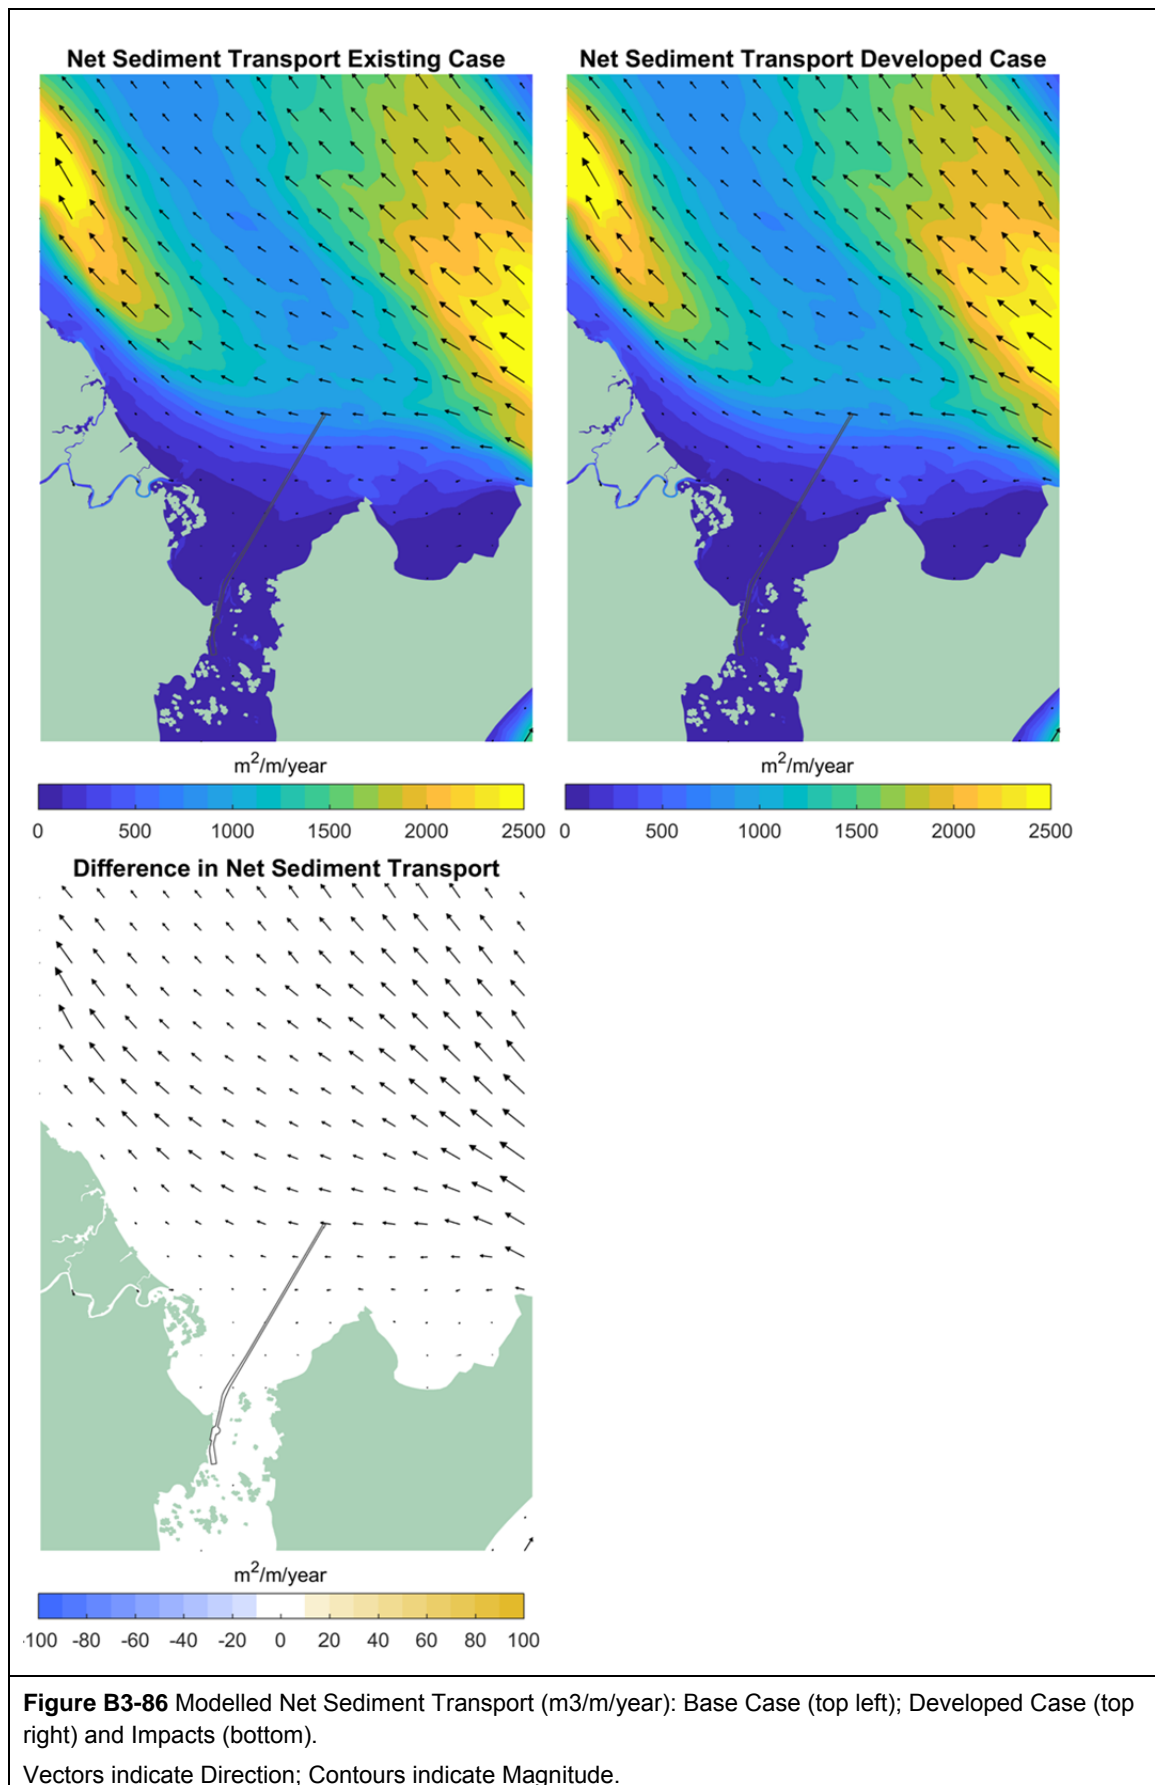 Net Sediment Transport Existing Case
Net Sediment Transport Developed Case
m²/m/year
0 500 1000 1500 2000 2500
m²/m/year
0 500 1000 1500 2000 2500
Difference in Net Sediment Transport
m²/m/year
-100 -80 -60 -40 -20 0 20 40 60 80 100
Figure B3-86 Modelled Net Sediment Transport (m3/m/year): Base Case (top left); Developed Case (top
right) and Impacts (bottom).
Vectors indicate Direction; Contours indicate Magnitude.